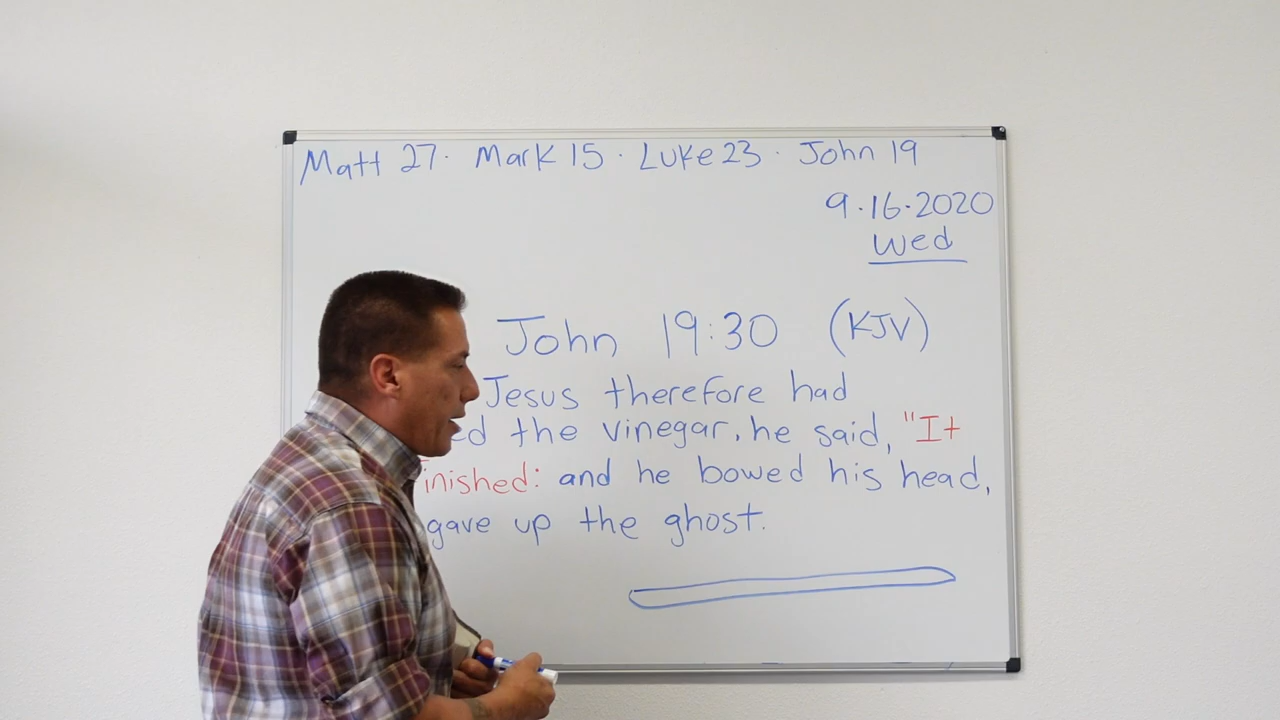 Matt 27 · Mark 15 · Luke 23 · John 19
9·16·2020
Wed
John 19:30 (KJV)
Jesus therefore had
ed the vinegar, he said, "It
inished: and he bowed his head,
gave up the ghost.